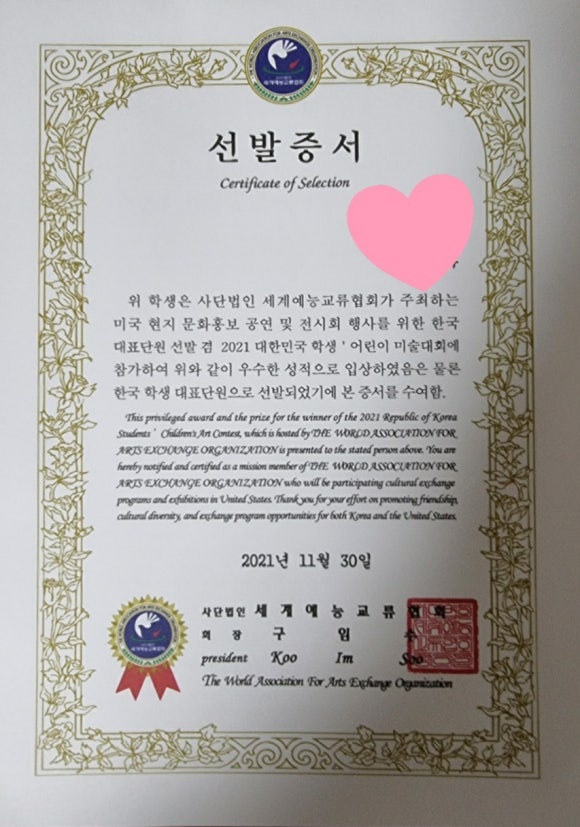 선발증서
Certificate of Selection
위 학생은 사단법인 세계예능교류협회가 주최하는
미국 현지 문화홍보 공연 및 전시회 행사를 위한 한국
대표단원 선발 겸 2021 대한민국 학생 ' 어린이 미술대회에
참가하여 위와 같이 우수한 성적으로 입상하였음은 물론
한국 학생 대표단원으로 선발되었기에 본 증서를 수여함.
This privileged award and the prize for the winner of the 2021 Republic of Korea
Students ' Children's Art Contest, which is hosted by THE WORLD ASSOCIATION FOR
ARTS EXCHANGE ORGANIZATION is presented to the stated person above. You are
hereby notified and certified as a mission member of THE WORLD ASSOCIATION FOR
ARTS EXCHANGE ORGANIZATION who will be participating cultural exchange
programs and exhibitions in United States. Thank you for your effort on promoting friendship,
cultural diversity, and exchange program opportunities for both Korea and the United States.
2021년 11월 30일
사단법인 세계예능교류협회
회장 구임수
president Koo Im Soo
The World Association For Arts Exchange Organization